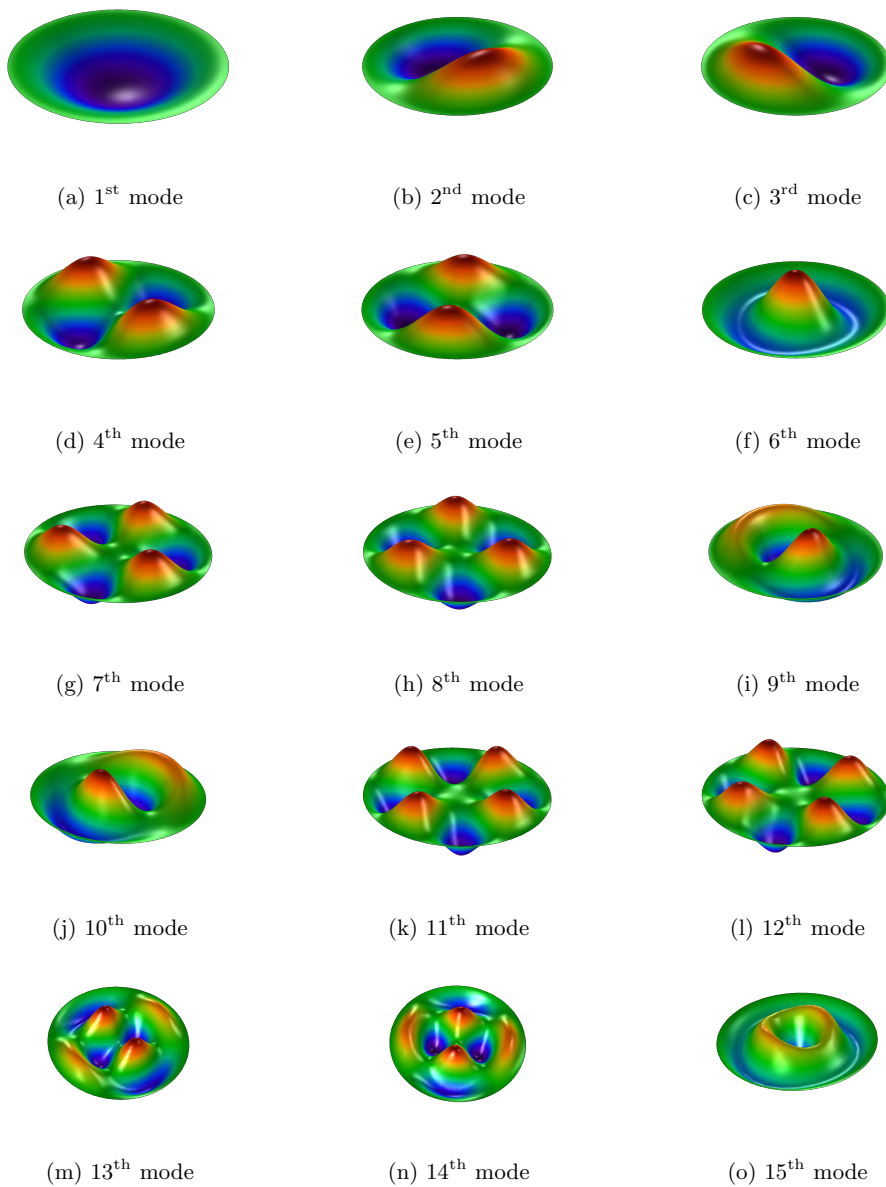 (a) 1st mode (b) 2nd mode (c) 3rd mode
(d) 4th mode (e) 5th mode (f) 6th mode
(g) 7th mode (h) 8th mode (i) 9th mode
(j) 10th mode (k) 11th mode (l) 12th mode
(m) 13th mode (n) 14th mode (o) 15th mode